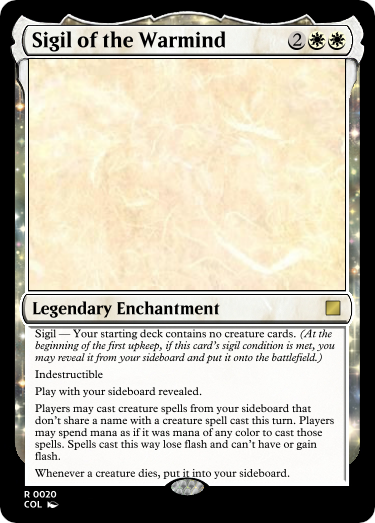 Sigil of the Warmind 2
Legendary Enchantment
Sigil — Your starting deck contains no creature cards. (At the
beginning of the first upkeep, if this card's sigil condition is met, you
may reveal it from your sideboard and put it onto the battlefield.)
Indestructible
Play with your sideboard revealed.
Players may cast creature spells from your sideboard that
don't share a name with a creature spell cast this turn. Players
may spend mana as if it was mana of any color to cast those
spells. Spells cast this way lose flash and can't have or gain
flash.
Whenever a creature dies, put it into your sideboard.
R 0020
COL